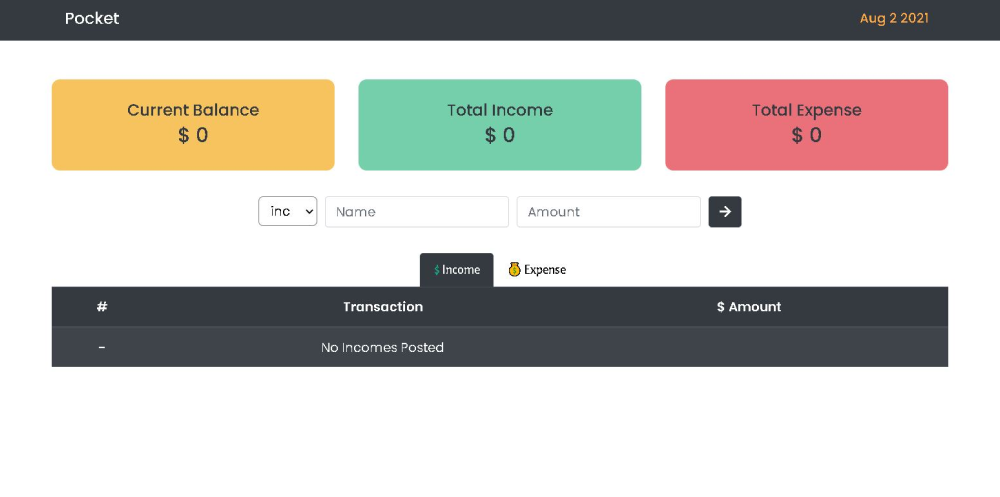 Pocket
Aug 2 2021
Current Balance
$ 0
Total Income
$ 0
Total Expense
$ 0
inc
Name
Amount
$ Income
Expense
# Transaction $ Amount
- No Incomes Posted